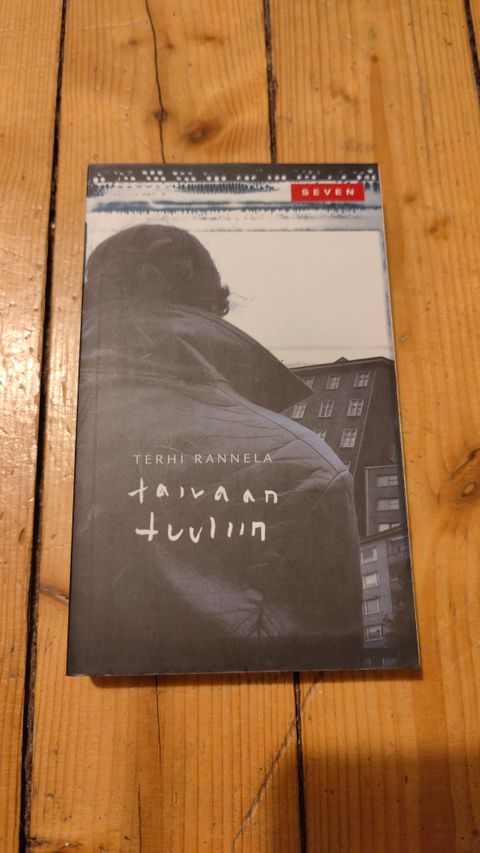 SEVEN
TERHI RANNELA
taivaan
tuuliin